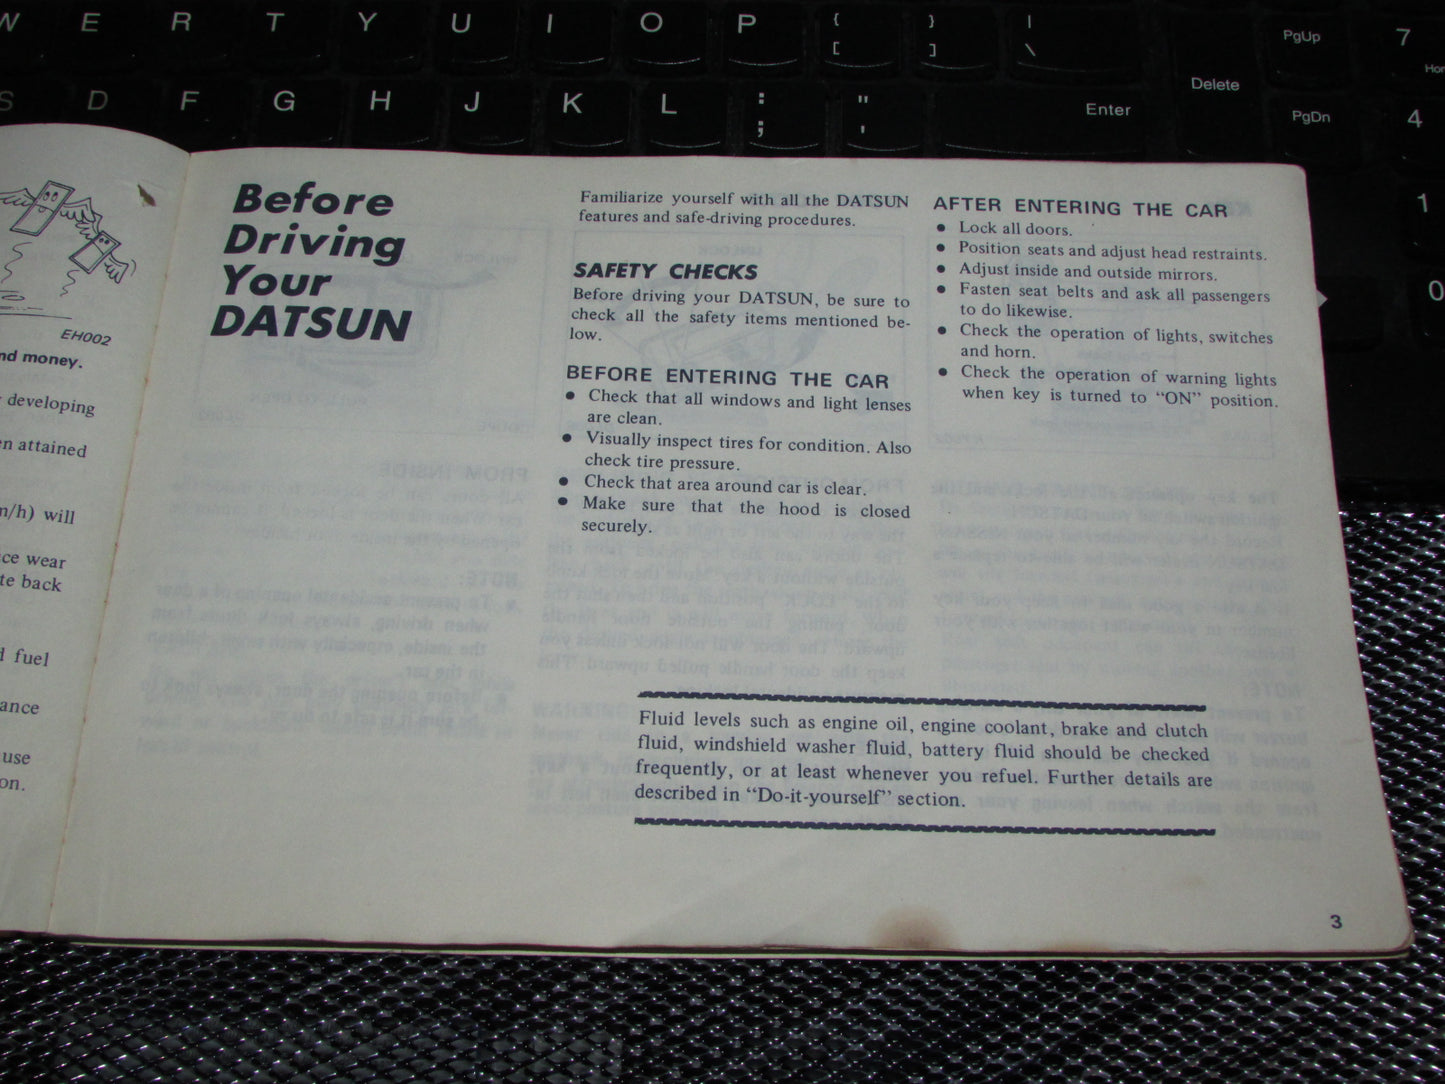 W E R T Y U I O P { [ } ] | \ PgUp 7
Delete
S D F G H J K L : ; " ' Enter PgDn 4
1
0
EH002
nd money.
developing
en attained
m/h) will
ce wear
te back
fuel
ance
use
on.
Before
Driving
Your
DATSUN
Familiarize yourself with all the DATSUN
features and safe-driving procedures.
SAFETY CHECKS
Before driving your DATSUN, be sure to
check all the safety items mentioned be-
low.
BEFORE ENTERING THE CAR
● Check that all windows and light lenses
are clean.
● Visually inspect tires for condition. Also
check tire pressure.
● Check that area around car is clear.
● Make sure that the hood is closed
securely.
AFTER ENTERING THE CAR
● Lock all doors.
● Position seats and adjust head restraints.
● Adjust inside and outside mirrors.
● Fasten seat belts and ask all passengers
to do likewise.
● Check the operation of lights, switches
and horn.
● Check the operation of warning lights
when key is turned to “ON” position.
Fluid levels such as engine oil, engine coolant, brake and clutch
fluid, windshield washer fluid, battery fluid should be checked
frequently, or at least whenever you refuel. Further details are
described in “Do-it-yourself” section.
3